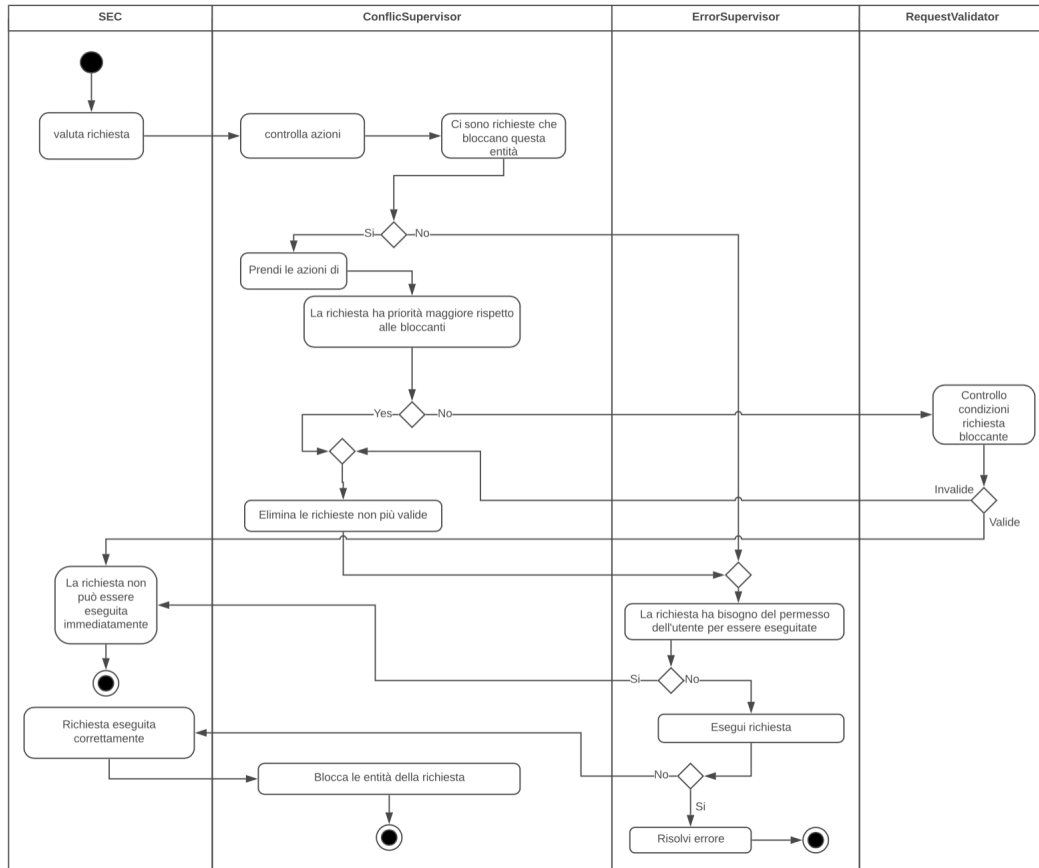 SEC
ConflicSupervisor
ErrorSupervisor
RequestValidator
valuta richiesta
controlla azioni
Ci sono richieste che
bloccano questa
entità
Si
No
Prendi le azioni di
La richiesta ha priorità maggiore rispetto
alle bloccanti
Yes
No
Controllo
condizioni
richiesta
bloccante
Invalide
Valide
Elimina le richieste non più valide
La richiesta non
può essere
eseguita
immediatamente
La richiesta ha bisogno del permesso
dell'utente per essere eseguitate
Si
No
Richiesta eseguita
correttamente
Esegui richiesta
Blocca le entità della richiesta
No
Si
Risolvi errore